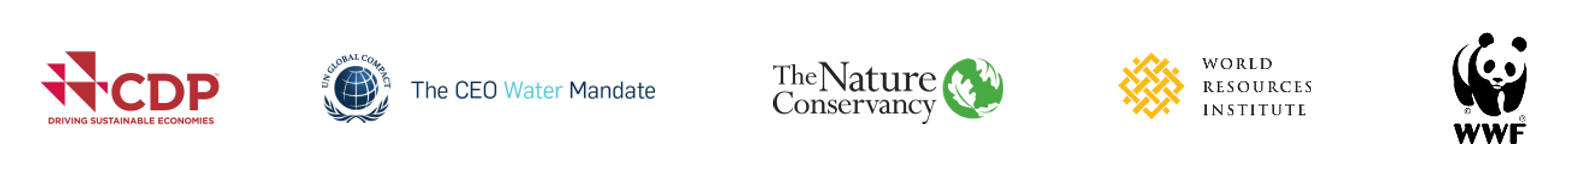 CDP
DRIVING SUSTAINABLE ECONOMIES
UN GLOBAL COMPACT
The CEO Water Mandate
The Nature
Conservancy
WORLD
RESOURCES
INSTITUTE
®
WWF